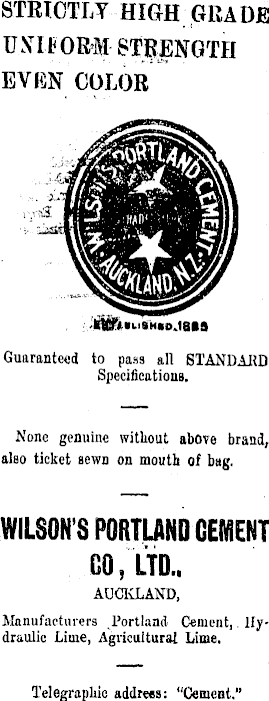 STRICTLY HIGH GRADE
UNIFORM STRENGTH
EVEN COLOR
WILSON'S PORTLAND CEMENT
TRADE
AUCKLAND, N.Z.
ESTABLISHED. 1885
Guaranteed to pass all STANDARD
Specifications.
None genuine without above brand,
also ticket sewn on mouth of bag.
WILSON'S PORTLAND CEMENT
CO, LTD.,
AUCKLAND,
Manufacturers Portland Cement, Hy-
draulic Lime, Agricultural Lime.
Telegraphic address: "Cement."